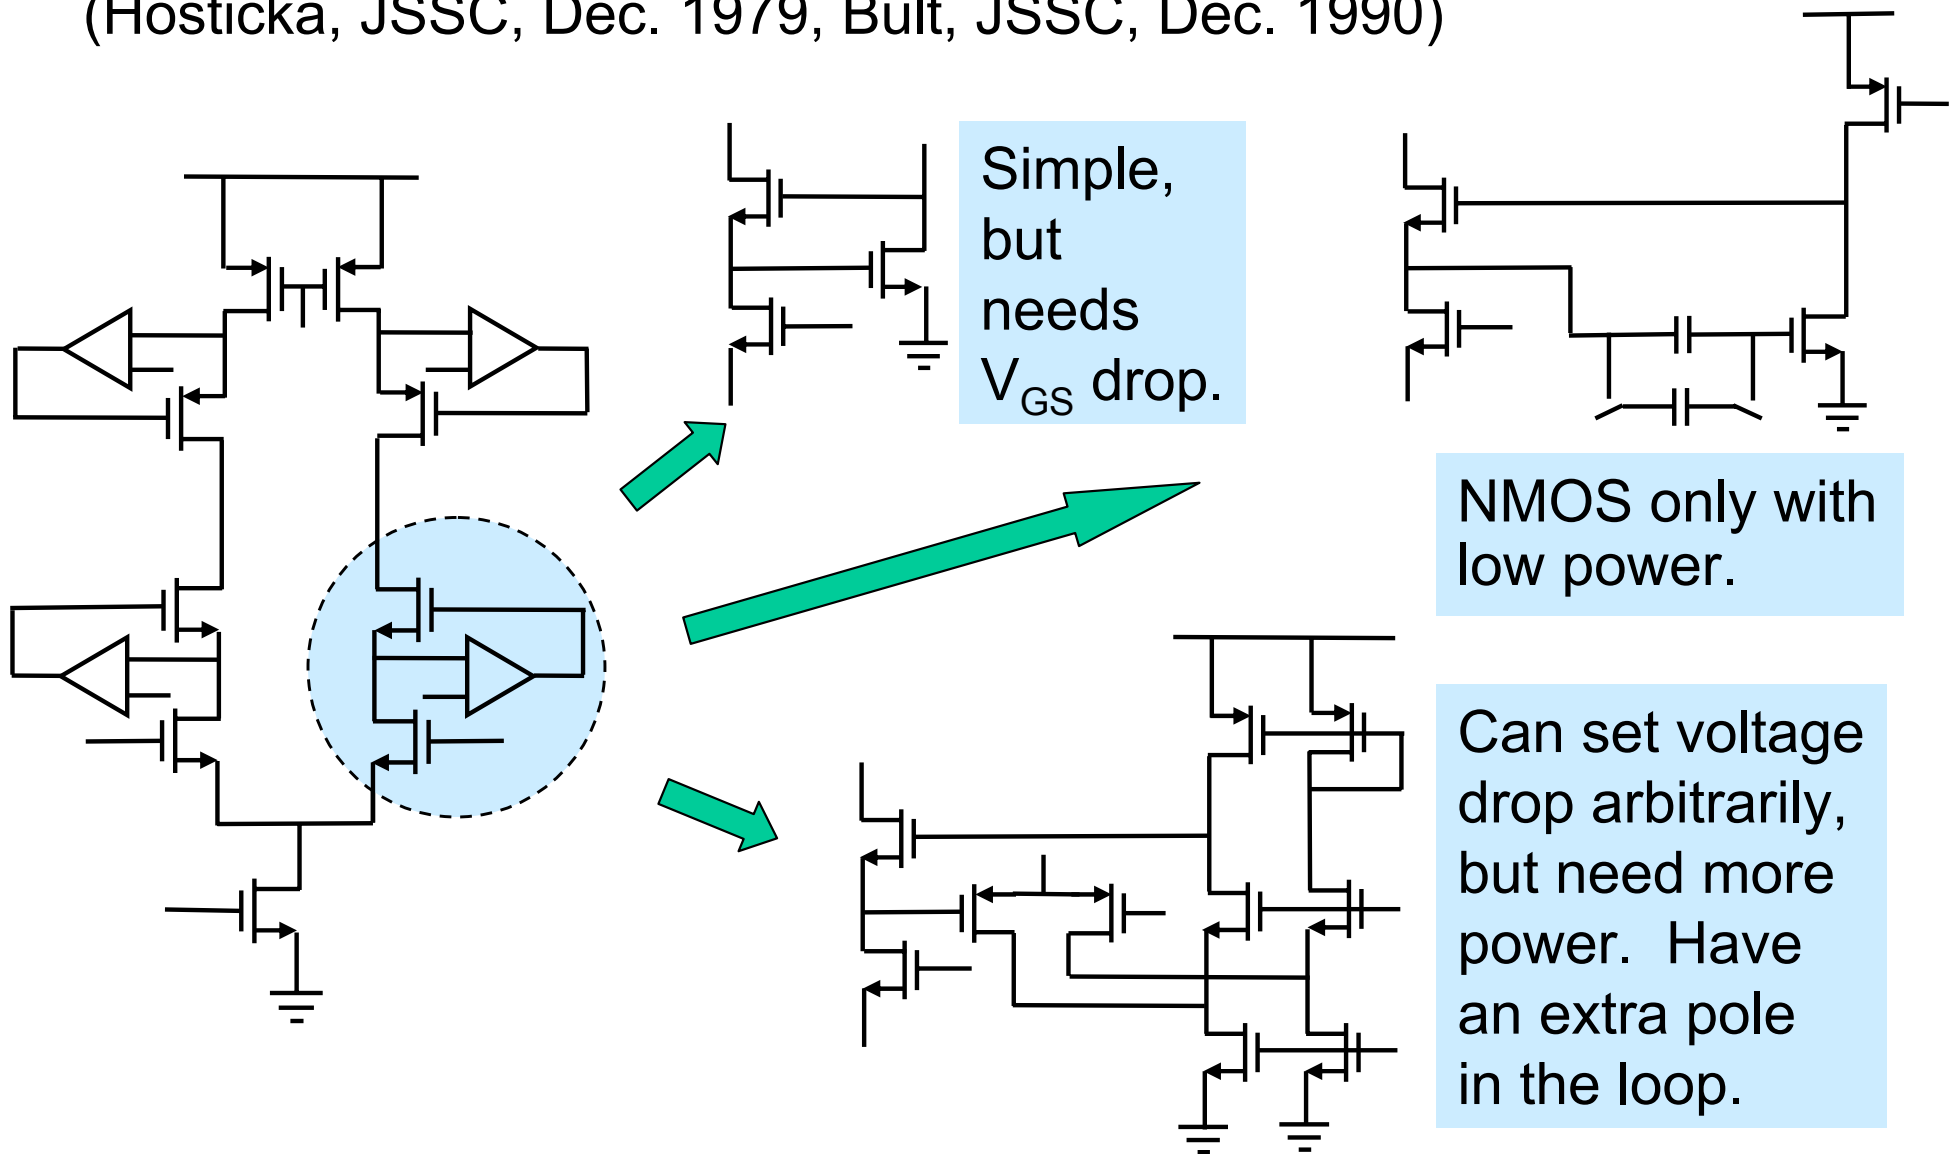 (Hosticka, JSSC, Dec. 1979, Bult, JSSC, Dec. 1990)
Simple,
but
needs
V_GS drop.
NMOS only with
low power.
Can set voltage
drop arbitrarily,
but need more
power. Have
an extra pole
in the loop.